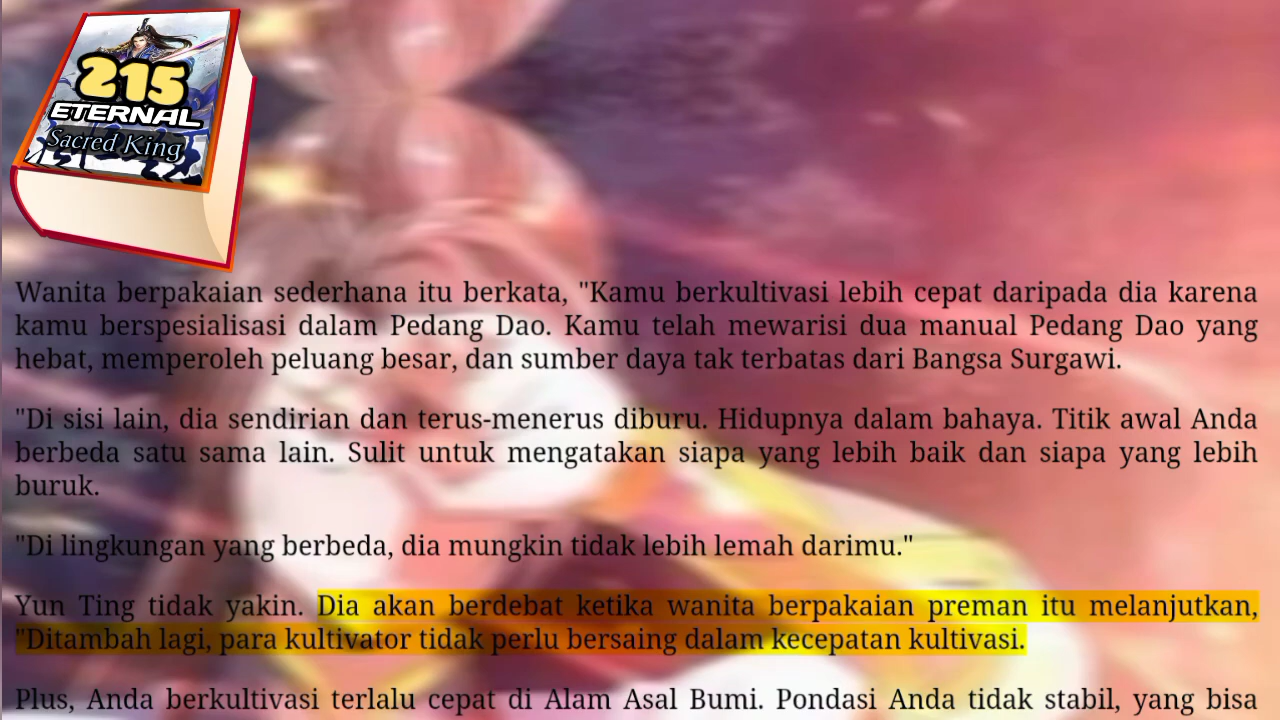 215
ETERNAL
Sacred King
Wanita berpakaian sederhana itu berkata, "Kamu berkultivasi lebih cepat daripada dia karena
kamu berspesialisasi dalam Pedang Dao. Kamu telah mewarisi dua manual Pedang Dao yang
hebat, memperoleh peluang besar, dan sumber daya tak terbatas dari Bangsa Surgawi.
"Di sisi lain, dia sendirian dan terus-menerus diburu. Hidupnya dalam bahaya. Titik awal Anda
berbeda satu sama lain. Sulit untuk mengatakan siapa yang lebih baik dan siapa yang lebih
buruk.
"Di lingkungan yang berbeda, dia mungkin tidak lebih lemah darimu."
Yun Ting tidak yakin. Dia akan berdebat ketika wanita berpakaian preman itu melanjutkan,
"Ditambah lagi, para kultivator tidak perlu bersaing dalam kecepatan kultivasi.
Plus, Anda berkultivasi terlalu cepat di Alam Asal Bumi. Pondasi Anda tidak stabil, yang bisa